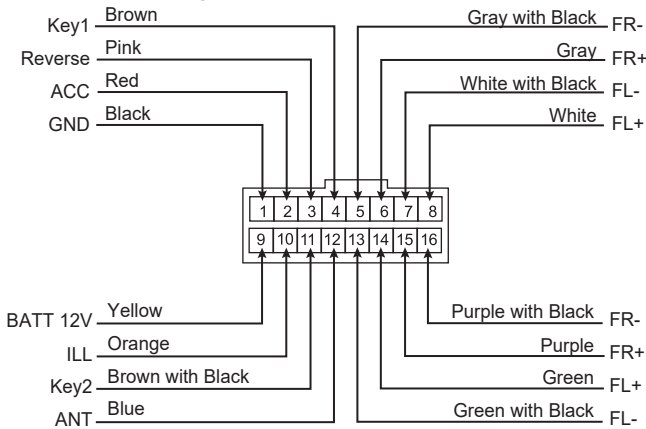 Key1 Brown Gray with Black FR-
Reverse Pink Gray FR+
ACC Red White with Black FL-
GND Black White FL+
1 2 3 4 5 6 7 8
9 10 11 12 13 14 15 16
BATT 12V Yellow Purple with Black FR-
ILL Orange Purple FR+
Key2 Brown with Black Green FL+
ANT Blue Green with Black FL-